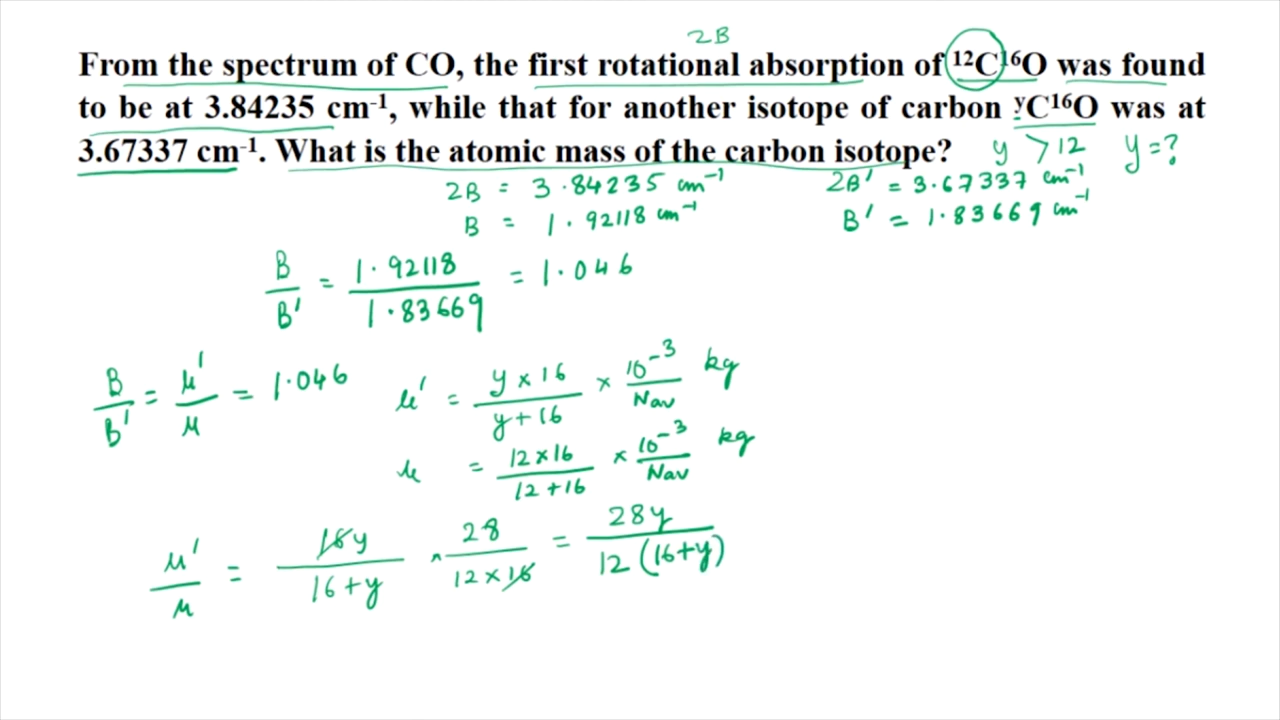 2B
From the spectrum of CO, the first rotational absorption of ¹²C¹⁶O was found
to be at 3.84235 cm⁻¹, while that for another isotope of carbon ʸC¹⁶O was at
3.67337 cm⁻¹. What is the atomic mass of the carbon isotope? y > 12 y = ?
2B = 3.84235 cm⁻¹ 2B' = 3.67337 cm⁻¹
B = 1.92118 cm⁻¹ B' = 1.83669 cm⁻¹
B/B' = 1.92118/1.83669 = 1.046
B/B' = μ'/μ = 1.046 μ' = y×16/y+16 × 10⁻³/Nav kg
μ = 12×16/12+16 × 10⁻³/Nav kg
μ'/μ = 16y/16+y × 28/12×16 = 28y/12(16+y)